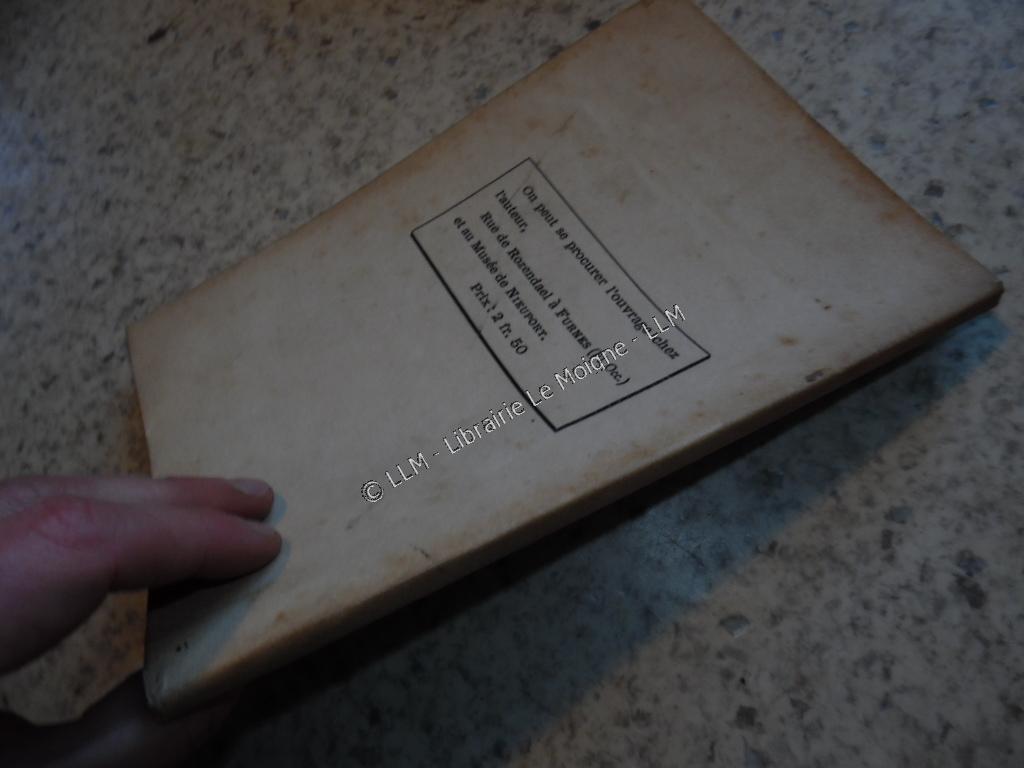 On peut se procurer l'ouvrage chez
l'auteur,
Rue de Rozendael à FURNES ( Occ.)
et au Musée de NIEUPORT.
Prix : 2 fr. 50
© LLM - Librairie Le Moigne - LLM